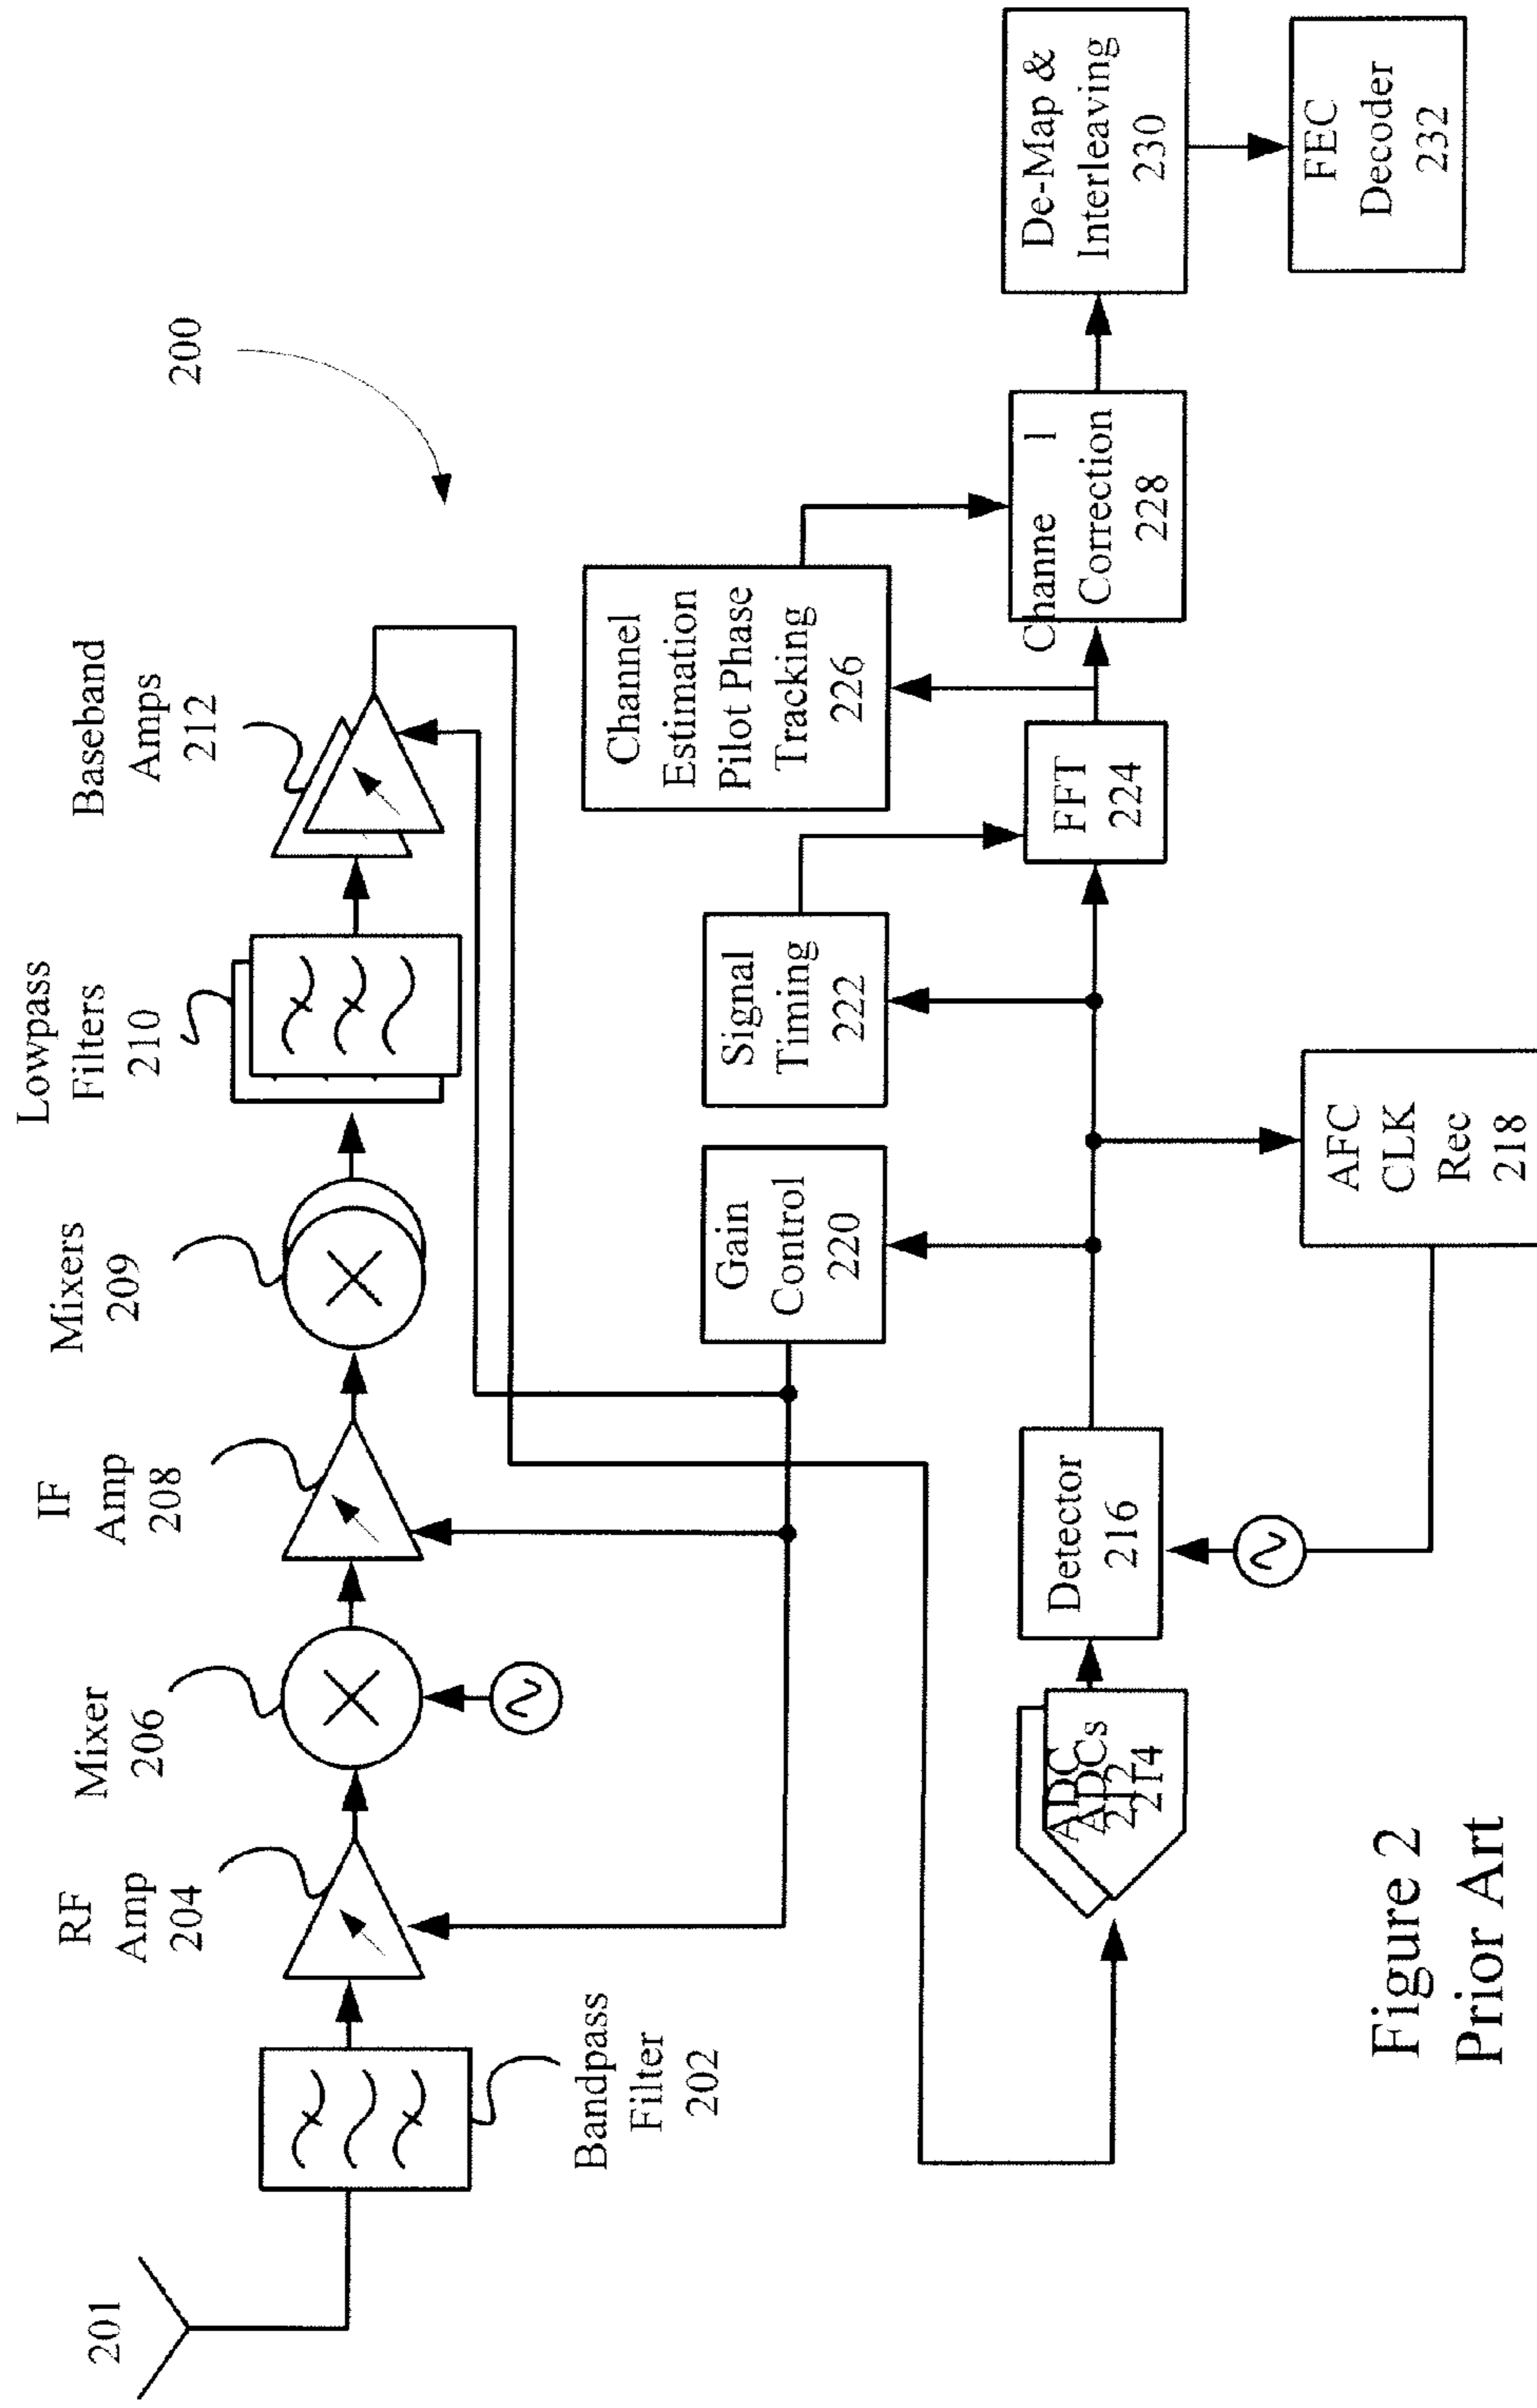 201
Bandpass
Filter
202
RF
Amp
204
Mixer
206
IF
Amp
208
Mixers
209
Lowpass
Filters
210
Baseband
Amps
212
200
ADC
ADCs
212
214
Detector
216
Gain
Control
220
Signal
Timing
222
AFC
CLK
Rec
218
FFT
224
Channel
Estimation
Pilot Phase
Tracking
226
Channe l
Correction
228
De-Map &
Interleaving
230
FEC
Decoder
232
Figure 2
Prior Art